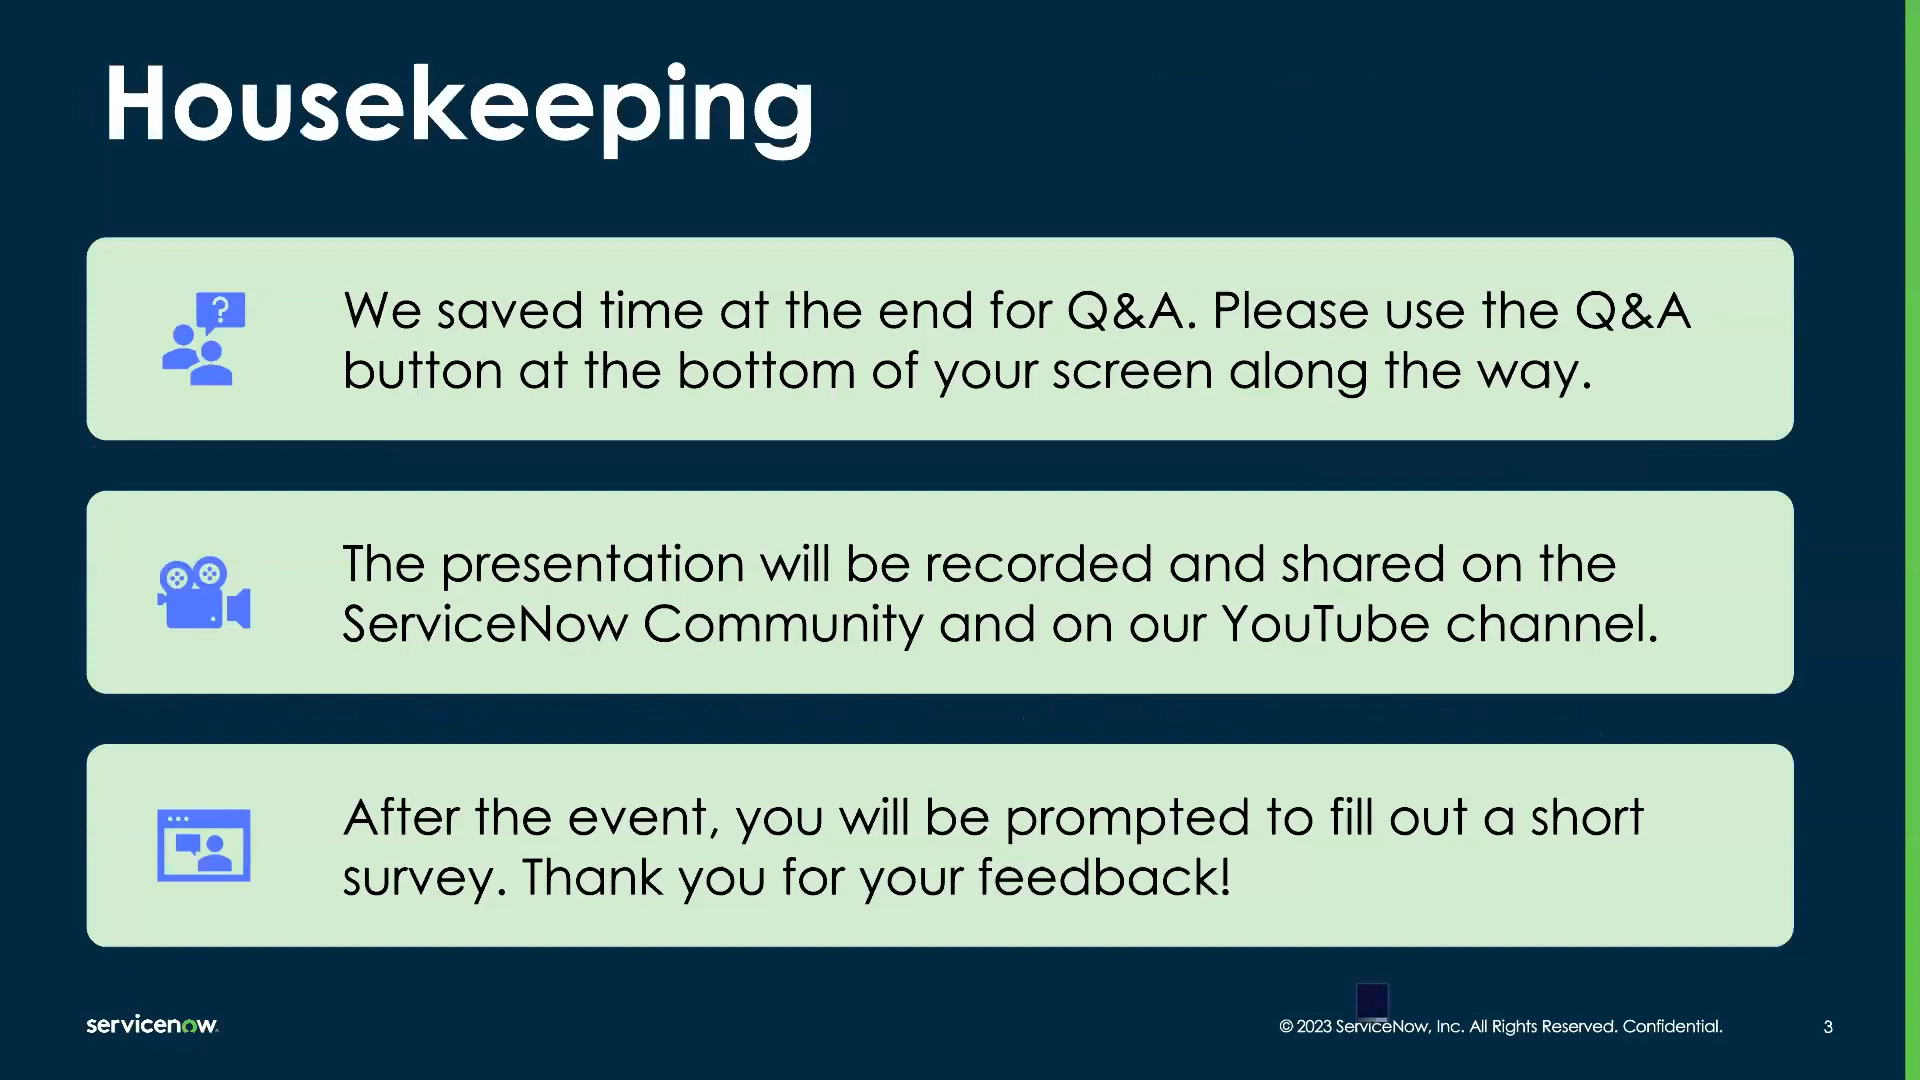 Housekeeping
?
We saved time at the end for Q&A. Please use the Q&A
button at the bottom of your screen along the way.
The presentation will be recorded and shared on the
ServiceNow Community and on our YouTube channel.
After the event, you will be prompted to fill out a short
survey. Thank you for your feedback!
servicenow
© 2023 ServiceNow, Inc. All Rights Reserved. Confidential.
3